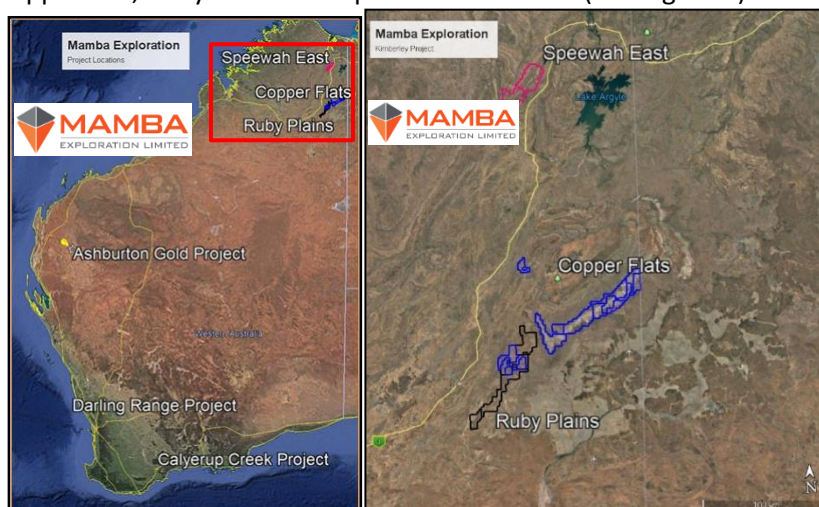 Mamba Exploration
Project Locations
Speewah East
Copper Flats
Ruby Plains
MAMBA
EXPLORATION LIMITED
Ashburton Gold Project
Western Australia
Darling Range Project
Calyerup Creek Project
Mamba Exploration
Kimberley Project
Speewah East
Lake Argyle
MAMBA
EXPLORATION LIMITED
Copper Flats
Ruby Plains
N